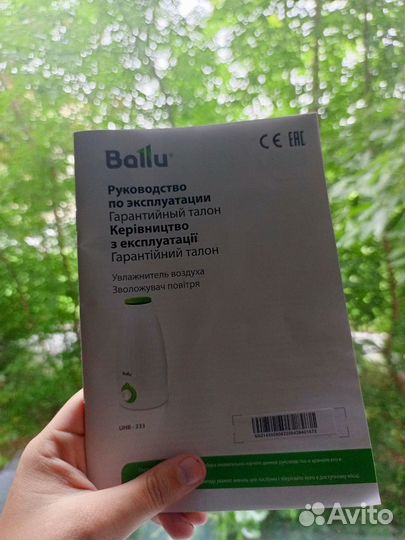 Ballu
CE EAC
Руководство
по эксплуатации
Гарантийный талон
Керівництво
з експлуатації
Гарантійний талон
Увлажнитель воздуха
Зволожувач повітря
Ballu
UHB - 333
Avito